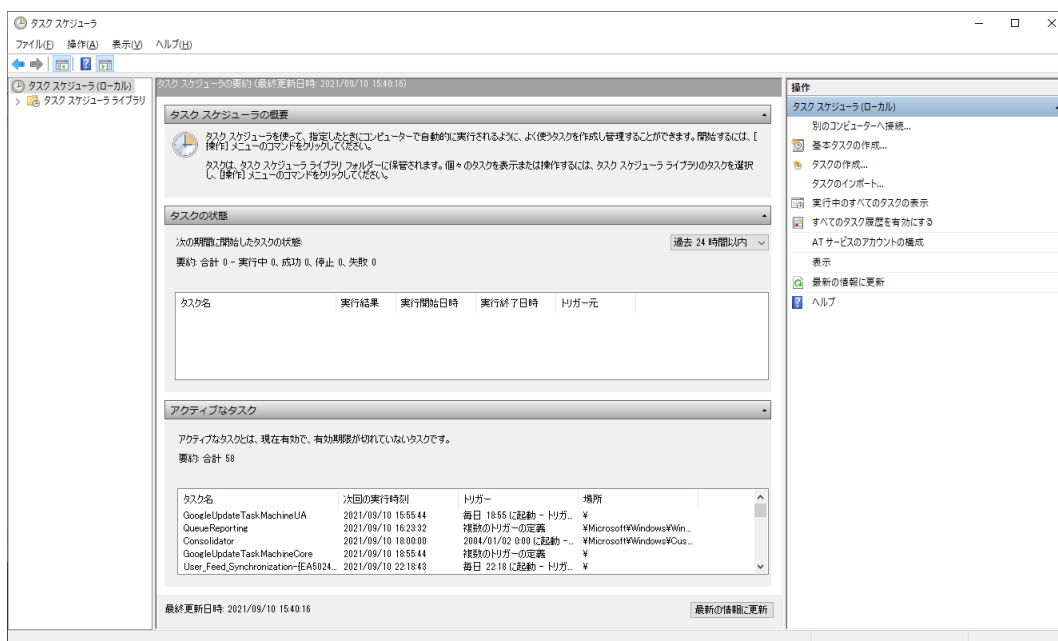 タスク スケジューラ
ファイル(F) 操作(A) 表示(V) ヘルプ(H)
タスク スケジューラ (ローカル)
タスク スケジューラ ライブラリ
タスク スケジューラの要約 (最終更新日時: 2021/09/10 15:40:16)
タスク スケジューラの概要
タスク スケジューラを使って、指定したときにコンピューターで自動的に実行されるように、よく使うタスクを作成し管理することができます。開始するには、[
操作] メニューのコマンドをクリックしてください。
タスクは、タスク スケジューラ ライブラリ フォルダーに保管されます。個々のタスクを表示または操作するには、タスク スケジューラ ライブラリのタスクを選択
し、[操作] メニューのコマンドをクリックしてください。
タスクの状態
次の期間に開始したタスクの状態:
過去 24 時間以内
要約: 合計 0 - 実行中 0、成功 0、停止 0、失敗 0
タスク名 実行結果 実行開始日時 実行終了日時 トリガー元
アクティブなタスク
アクティブなタスクとは、現在有効で、有効期限が切れていないタスクです。
要約: 合計 58
タスク名 次回の実行時刻 トリガー 場所
GoogleUpdateTaskMachineUA 2021/09/10 15:55:44 毎日 18:55 に起動 - トリガ... ¥
QueueReporting 2021/09/10 16:23:32 複数のトリガーの定義 ¥Microsoft¥Windows¥Win...
Consolidator 2021/09/10 18:00:00 2004/01/02 0:00 に起動 -... ¥Microsoft¥Windows¥Cus...
GoogleUpdateTaskMachineCore 2021/09/10 18:55:44 複数のトリガーの定義 ¥
User_Feed_Synchronization-{EA5024... 2021/09/10 22:18:43 毎日 22:18 に起動 - トリガ... ¥
最終更新日時: 2021/09/10 15:40:16
最新の情報に更新
操作
タスク スケジューラ (ローカル)
別のコンピューターへ接続...
基本タスクの作成...
タスクの作成...
タスクのインポート...
実行中のすべてのタスクの表示
すべてのタスク履歴を有効にする
AT サービスのアカウントの構成
表示
最新の情報に更新
ヘルプ